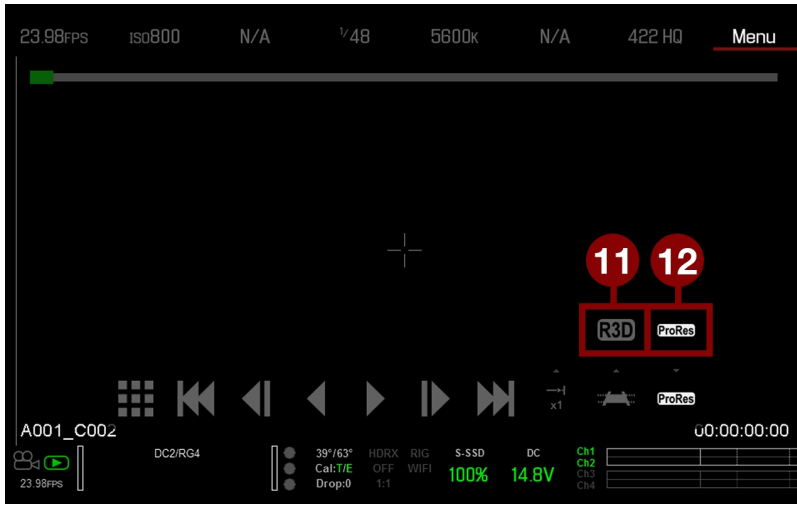 23.98FPS ISO800 N/A 1/48 5600K N/A 422 HQ Menu
11 12
R3D ProRes
x1 ProRes
A001_C002 00:00:00:00
DC2/RG4 39°/63° HDRX RIG S-SSD DC Ch1
Cal:T/E OFF WIFI 100% 14.8V Ch2
23.98FPS Drop:0 1:1 Ch3
Ch4